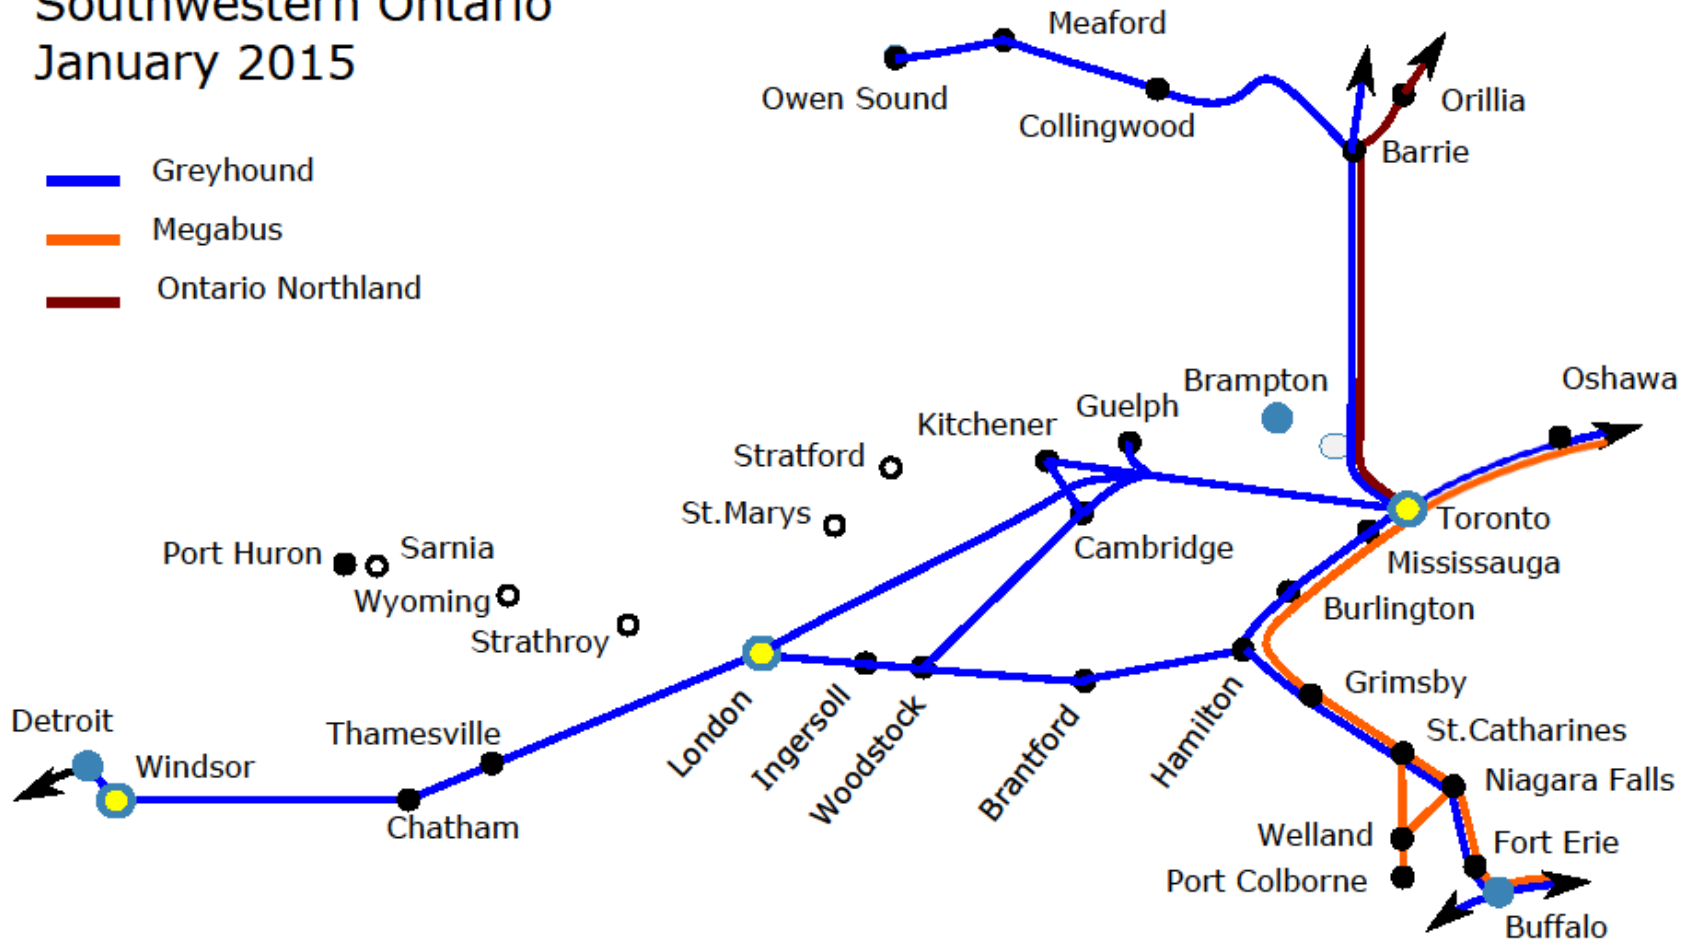 Southwestern Ontario
January 2015
Greyhound
Megabus
Ontario Northland
Meaford
Owen Sound
Collingwood
Orillia
Barrie
Brampton
Oshawa
Guelph
Kitchener
Stratford
St.Marys
Toronto
Cambridge
Mississauga
Port Huron
Sarnia
Wyoming
Burlington
Strathroy
Grimsby
St.Catharines
Detroit
Thamesville
London
Ingersoll
Woodstock
Brantford
Hamilton
Windsor
Niagara Falls
Chatham
Welland
Fort Erie
Port Colborne
Buffalo